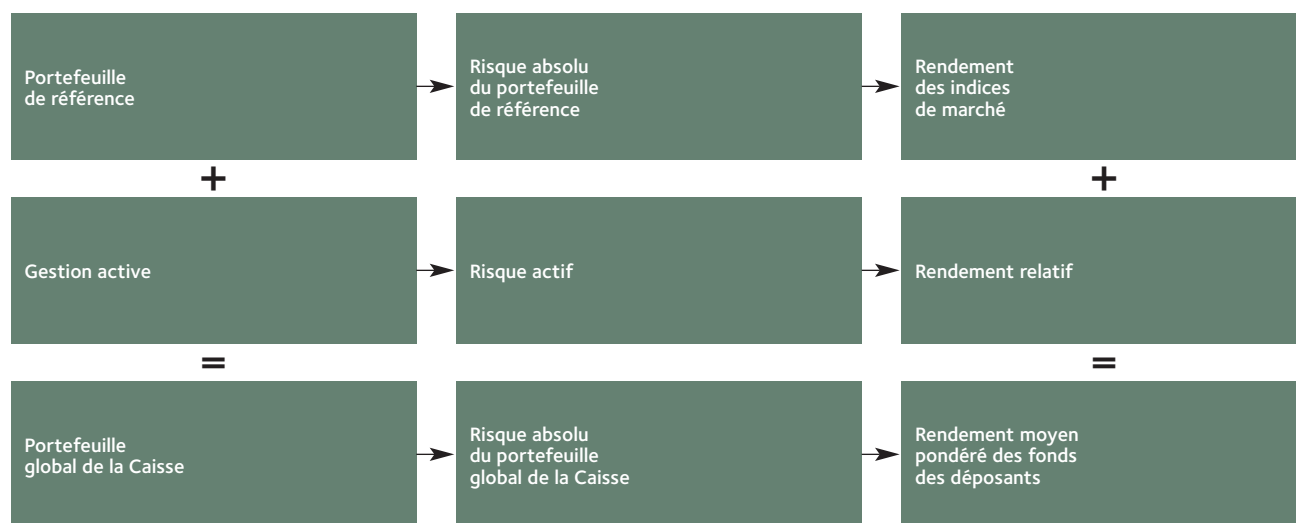 Portefeuille
de référence
Risque absolu
du portefeuille
de référence
Rendement
des indices
de marché
+
+
Gestion active
Risque actif
Rendement relatif
=
=
Portefeuille
global de la Caisse
Risque absolu
du portefeuille
global de la Caisse
Rendement moyen
pondéré des fonds
des déposants